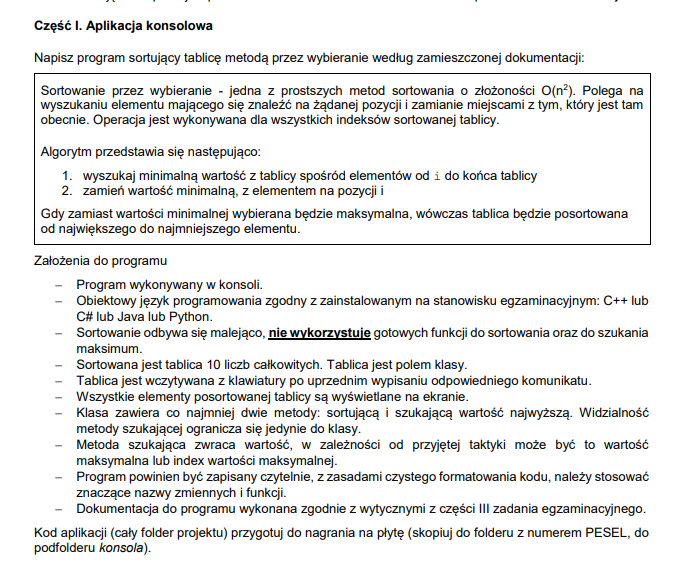 Część I. Aplikacja konsolowa
Napisz program sortujący tablicę metodą przez wybieranie według zamieszczonej dokumentacji:
Sortowanie przez wybieranie - jedna z prostszych metod sortowania o złożoności O(n²). Polega na
wyszukaniu elementu mającego się znaleźć na żądanej pozycji i zamianie miejscami z tym, który jest tam
obecnie. Operacja jest wykonywana dla wszystkich indeksów sortowanej tablicy.
Algorytm przedstawia się następująco:
1. wyszukaj minimalną wartość z tablicy spośród elementów od i do końca tablicy
2. zamień wartość minimalną, z elementem na pozycji i
Gdy zamiast wartości minimalnej wybierana będzie maksymalna, wówczas tablica będzie posortowana
od największego do najmniejszego elementu.
Założenia do programu
– Program wykonywany w konsoli.
– Obiektowy język programowania zgodny z zainstalowanym na stanowisku egzaminacyjnym: C++ lub
C# lub Java lub Python.
– Sortowanie odbywa się malejąco, nie wykorzystuje gotowych funkcji do sortowania oraz do szukania
maksimum.
– Sortowana jest tablica 10 liczb całkowitych. Tablica jest polem klasy.
– Tablica jest wczytywana z klawiatury po uprzednim wypisaniu odpowiedniego komunikatu.
– Wszystkie elementy posortowanej tablicy są wyświetlane na ekranie.
– Klasa zawiera co najmniej dwie metody: sortującą i szukającą wartość najwyższą. Widzialność
metody szukającej ogranicza się jedynie do klasy.
– Metoda szukająca zwraca wartość, w zależności od przyjętej taktyki może być to wartość
maksymalna lub index wartości maksymalnej.
– Program powinien być zapisany czytelnie, z zasadami czystego formatowania kodu, należy stosować
znaczące nazwy zmiennych i funkcji.
– Dokumentacja do programu wykonana zgodnie z wytycznymi z części III zadania egzaminacyjnego.
Kod aplikacji (cały folder projektu) przygotuj do nagrania na płytę (skopiuj do folderu z numerem PESEL, do
podfolderu konsola).